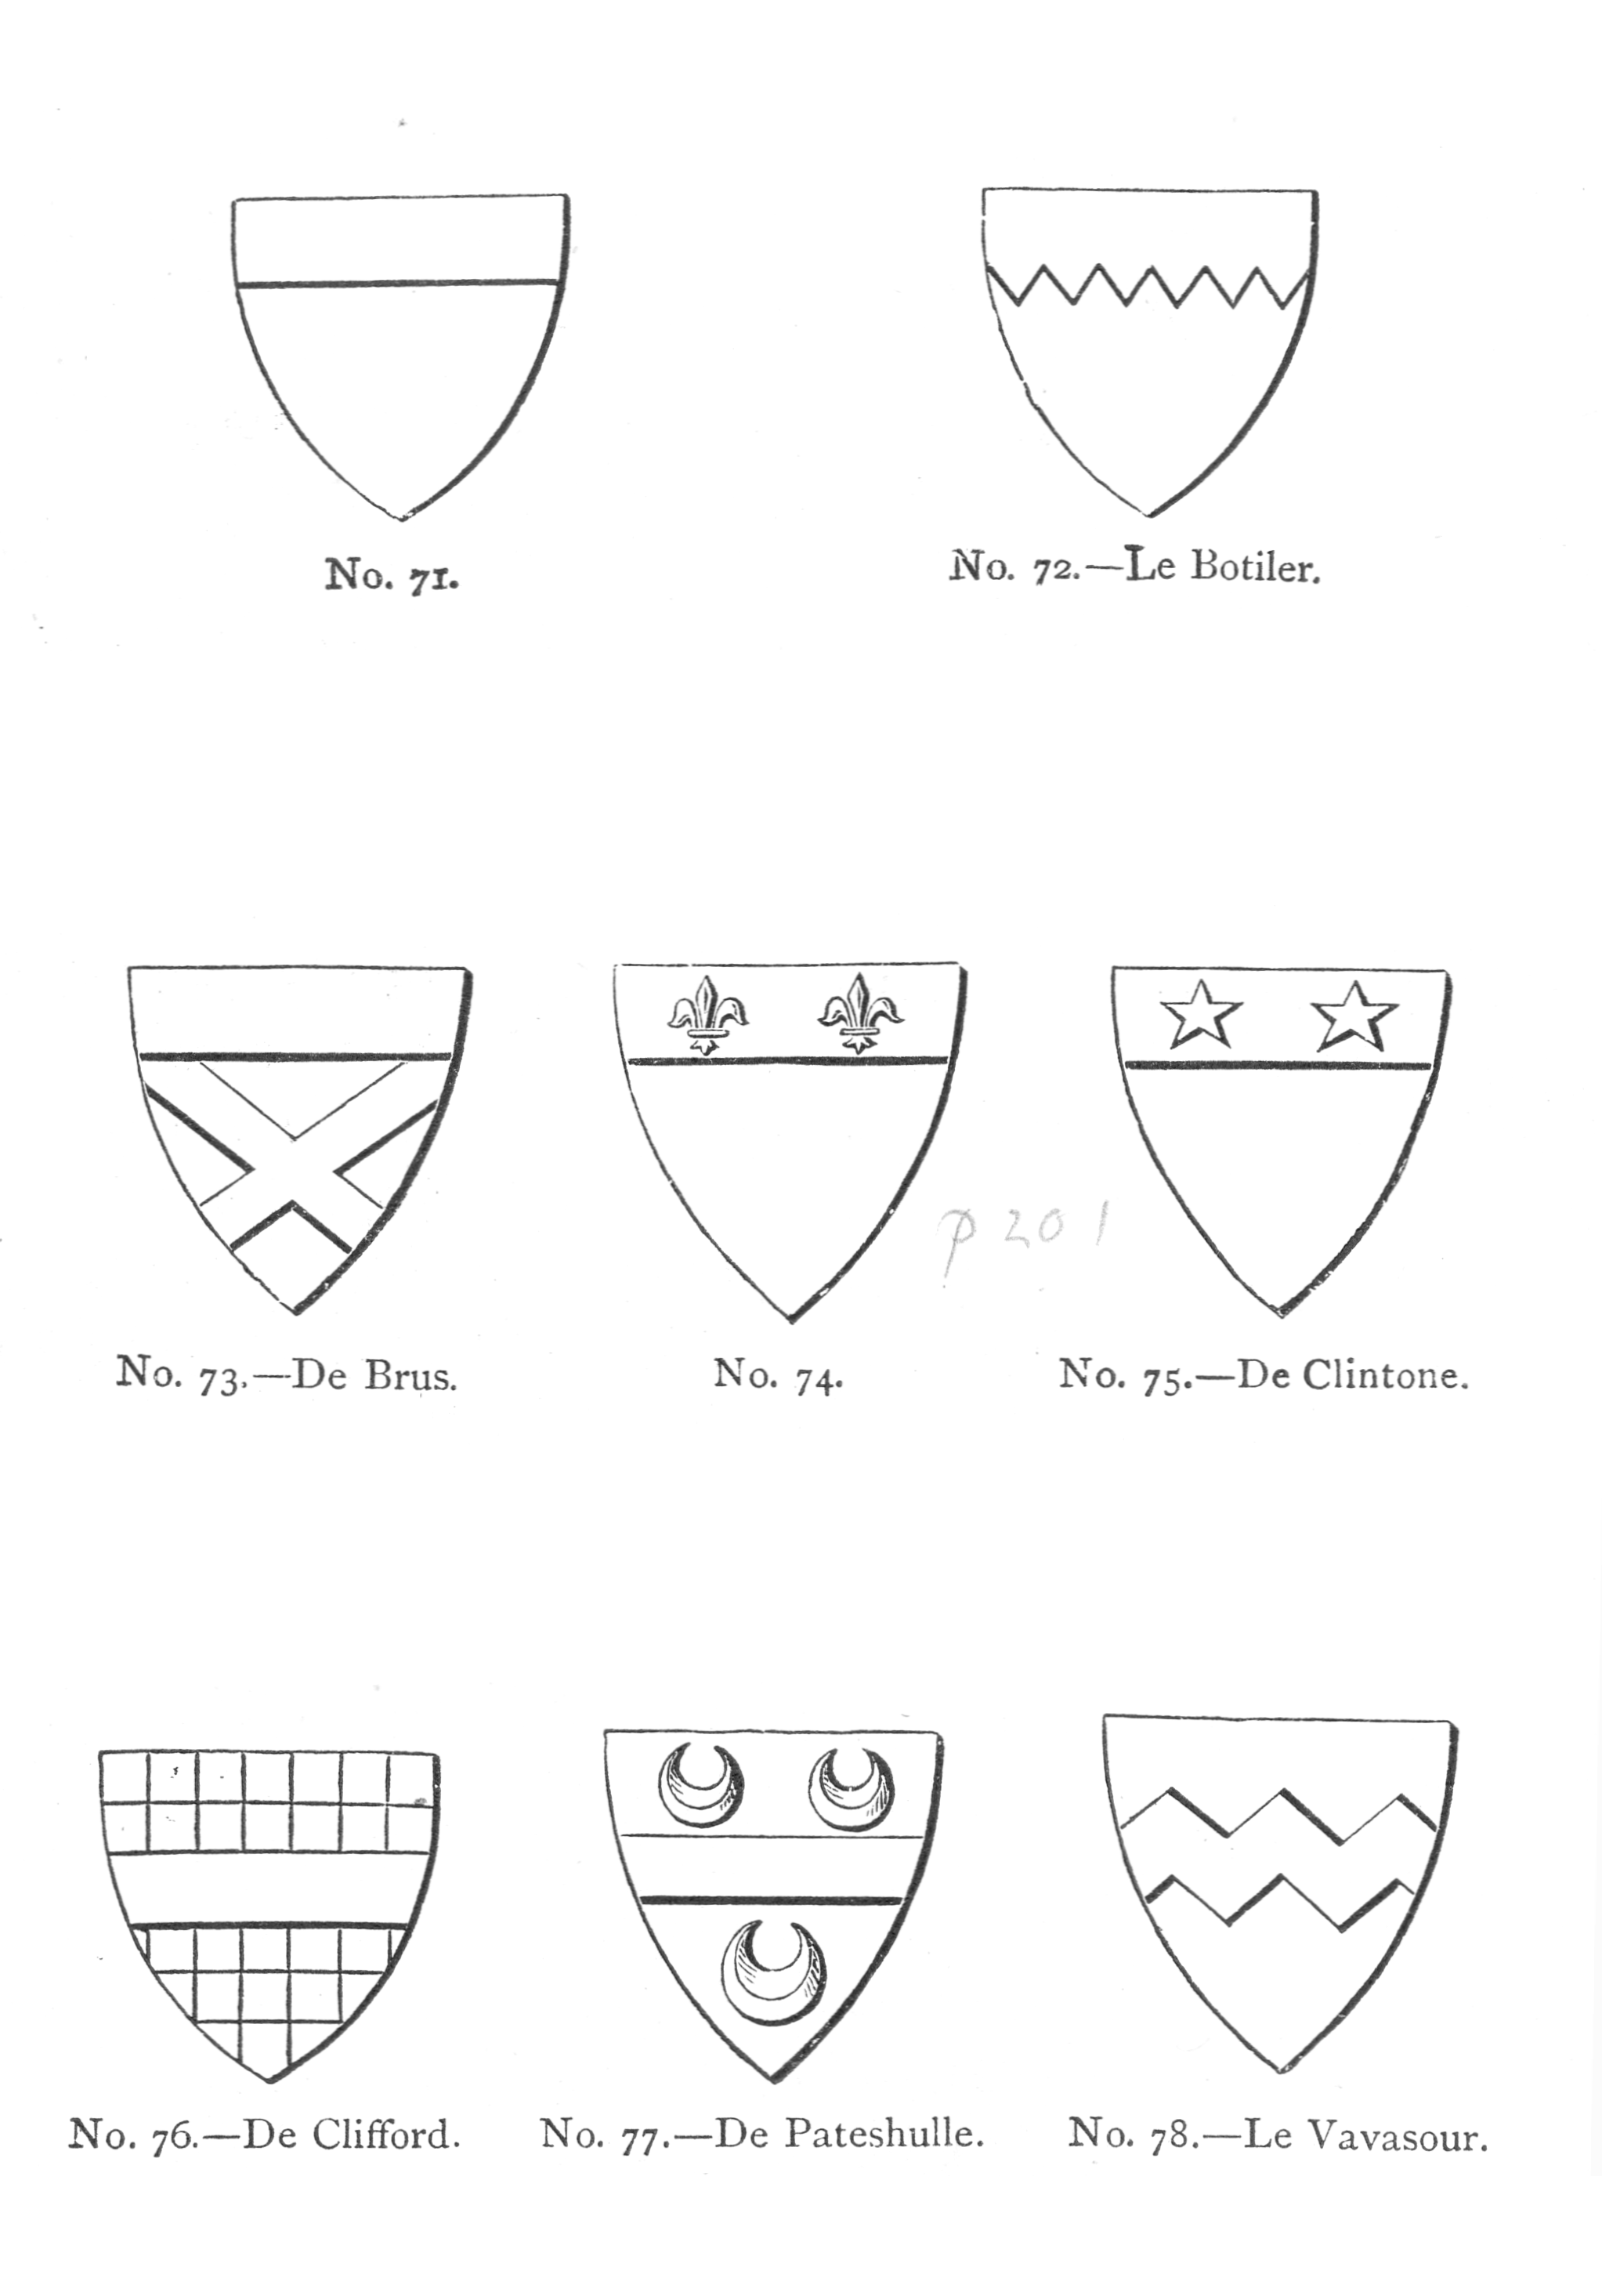 No. 71.
No. 72.—Le Botiler.
p 201
No. 73.—De Brus.
No. 74.
No. 75.—De Clintone.
No. 76.—De Clifford.
No. 77.—De Pateshulle.
No. 78.—Le Vavasour.